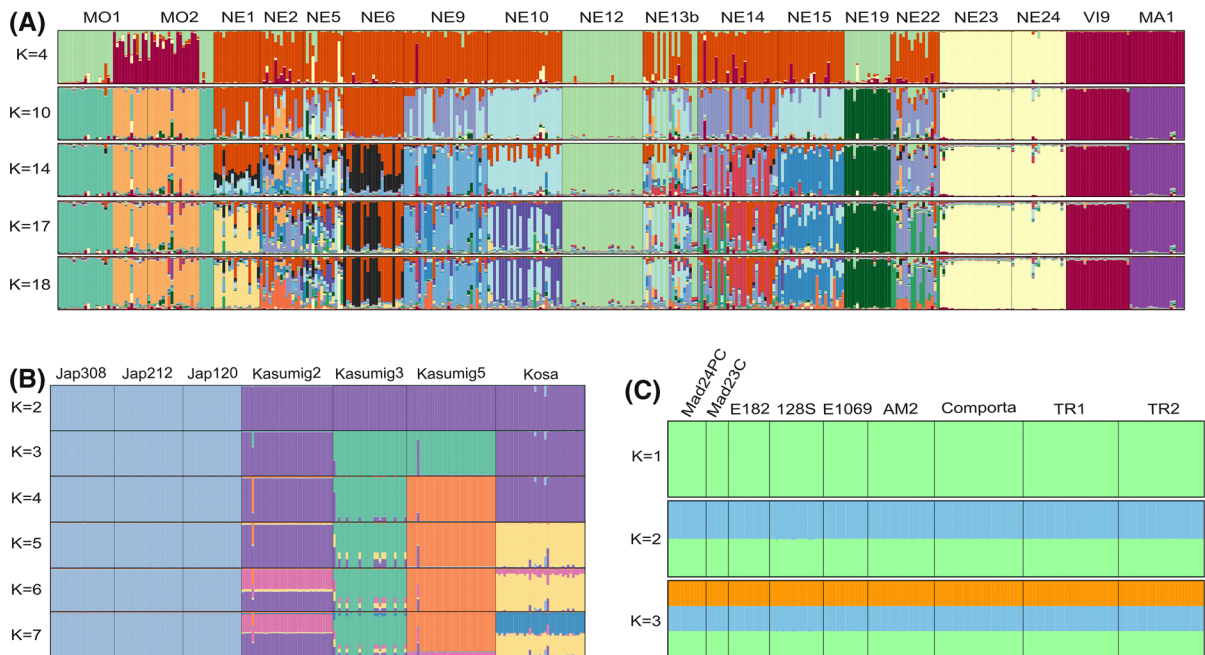 (A) MO1 MO2 NE1 NE2 NE5 NE6 NE9 NE10 NE12 NE13b NE14 NE15 NE19 NE22 NE23 NE24 VI9 MA1
K=4
K=10
K=14
K=17
K=18
(B) Jap308 Jap212 Jap120 Kasumig2 Kasumig3 Kasumig5 Kosa
K=2
K=3
K=4
K=5
K=6
K=7
(C) Mad24PC Mad23C E182 128S E1069 AM2 Comporta TR1 TR2
K=1
K=2
K=3